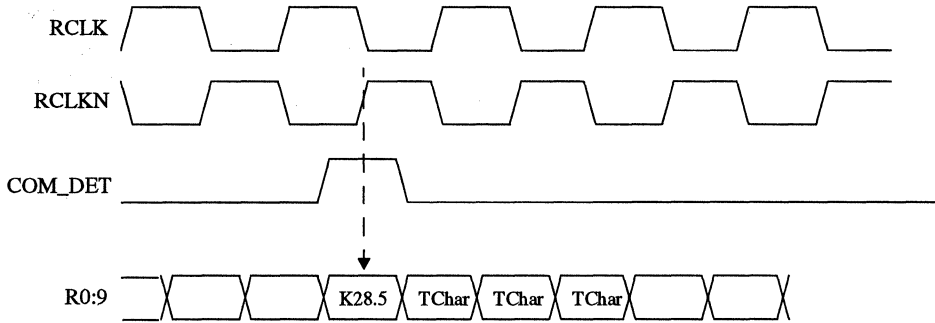 RCLK
RCLKN
COM_DET
R0:9 K28.5 TChar TChar TChar